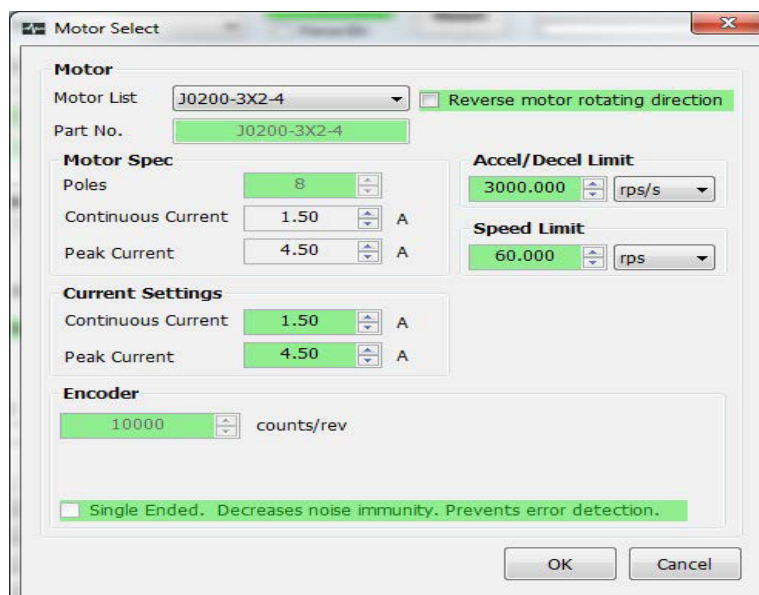 Motor Select
Motor
Motor List J0200-3X2-4 Reverse motor rotating direction
Part No. J0200-3X2-4
Motor Spec Accel/Decel Limit
Poles 8 3000.000 rps/s
Continuous Current 1.50 A
Speed Limit
Peak Current 4.50 A 60.000 rps
Current Settings
Continuous Current 1.50 A
Peak Current 4.50 A
Encoder
10000 counts/rev
Single Ended. Decreases noise immunity. Prevents error detection.
OK Cancel